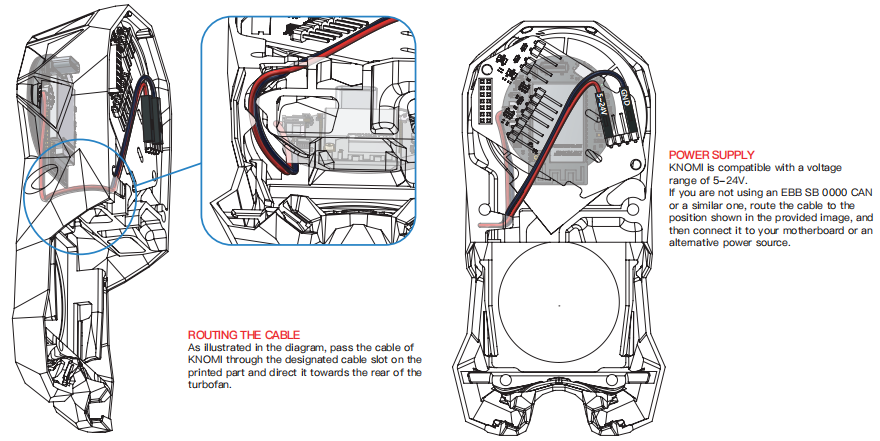 5-24V
GND
POWER SUPPLY
KNOMI is compatible with a voltage
range of 5-24V.
If you are not using an EBB SB 0000 CAN
or a similar one, route the cable to the
position shown in the provided image, and
then connect it to your motherboard or an
alternative power source.
ROUTING THE CABLE
As illustrated in the diagram, pass the cable of
KNOMI through the designated cable slot on the
printed part and direct it towards the rear of the
turbofan.